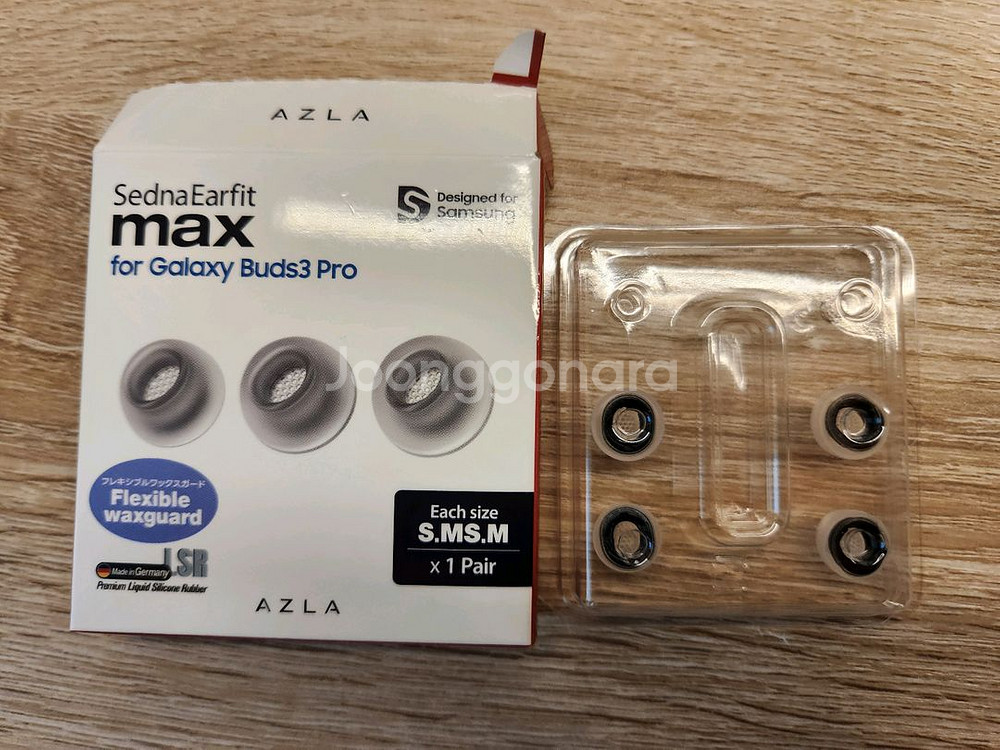 AZLA
SednaEarfit
max
for Galaxy Buds3 Pro
Designed for
Samsung
Joonggonara
フレキシブルワックスガード
Flexible
waxguard
Each size
S.MS.M
x 1 Pair
LSR
Made in Germany
Premium Liquid Silicone Rubber
AZLA